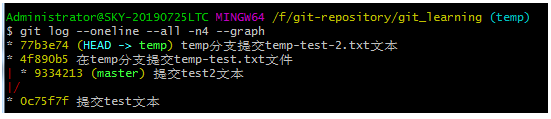 Administrator@SKY-20190725LTC MINGW64 /f/git-repository/git_learning (temp)
$ git log --oneline --all -n4 --graph
* 77b3e74 (HEAD -> temp) temp分支提交temp-test-2.txt文本
* 4f890b5 在temp分支提交temp-test.txt文件
| * 9334213 (master) 提交test2文本
|/
* 0c75f7f 提交test文本